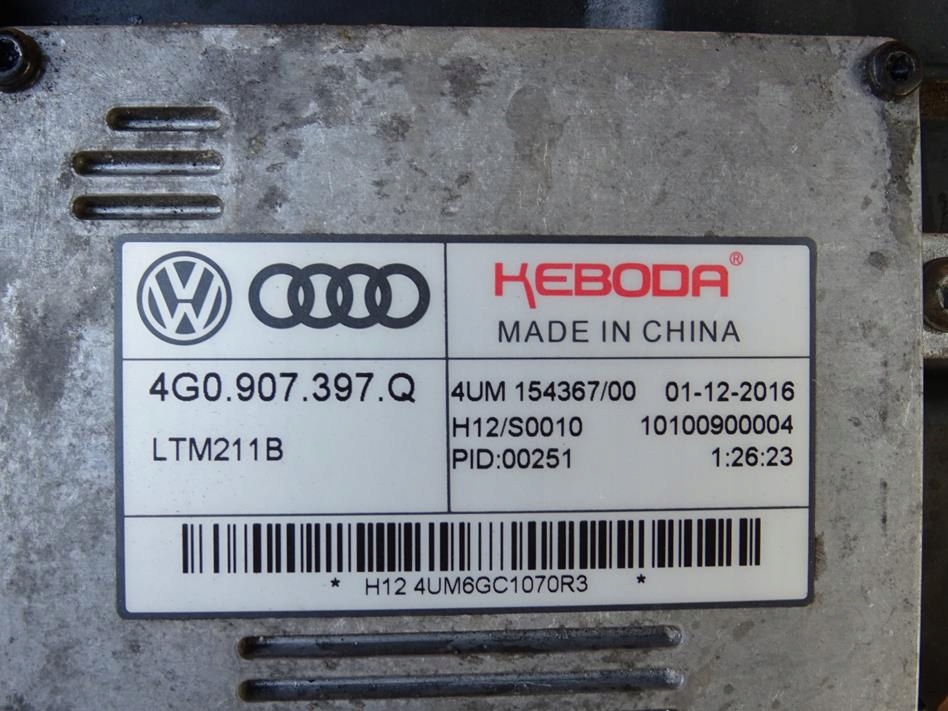 KEBODA®
MADE IN CHINA
4G0.907.397.Q
LTM211B
4UM 154367/00 01-12-2016
H12/S0010 10100900004
PID:00251 1:26:23
* H12 4UM6GC1070R3 *